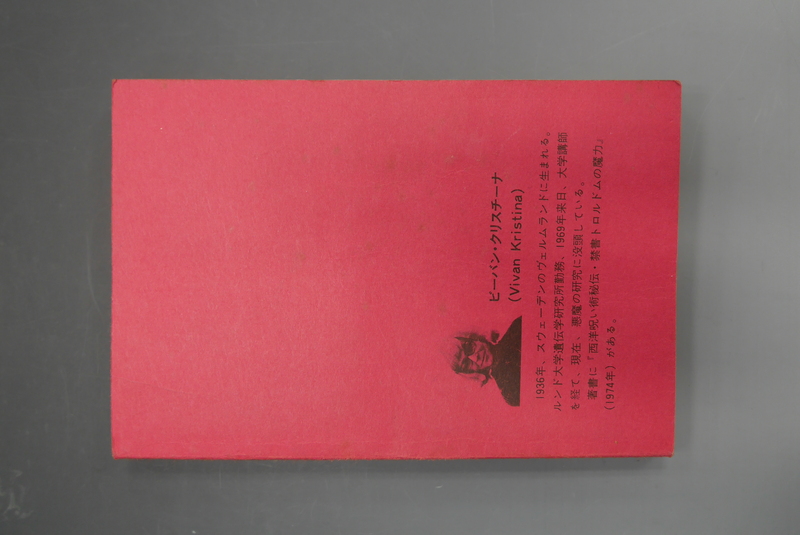 ビーバン・クリスチーナ
(Vivan Kristina)
1936年、スウェーデンのヴェルムランドに生まれる。
ルンド大学遺伝学研究所勤務、1969年来日、大学講師
を経て、現在、悪魔の研究に没頭している。
著書に「西洋呪い術秘伝・禁書トロルドムの魔力」
(1974年)がある。